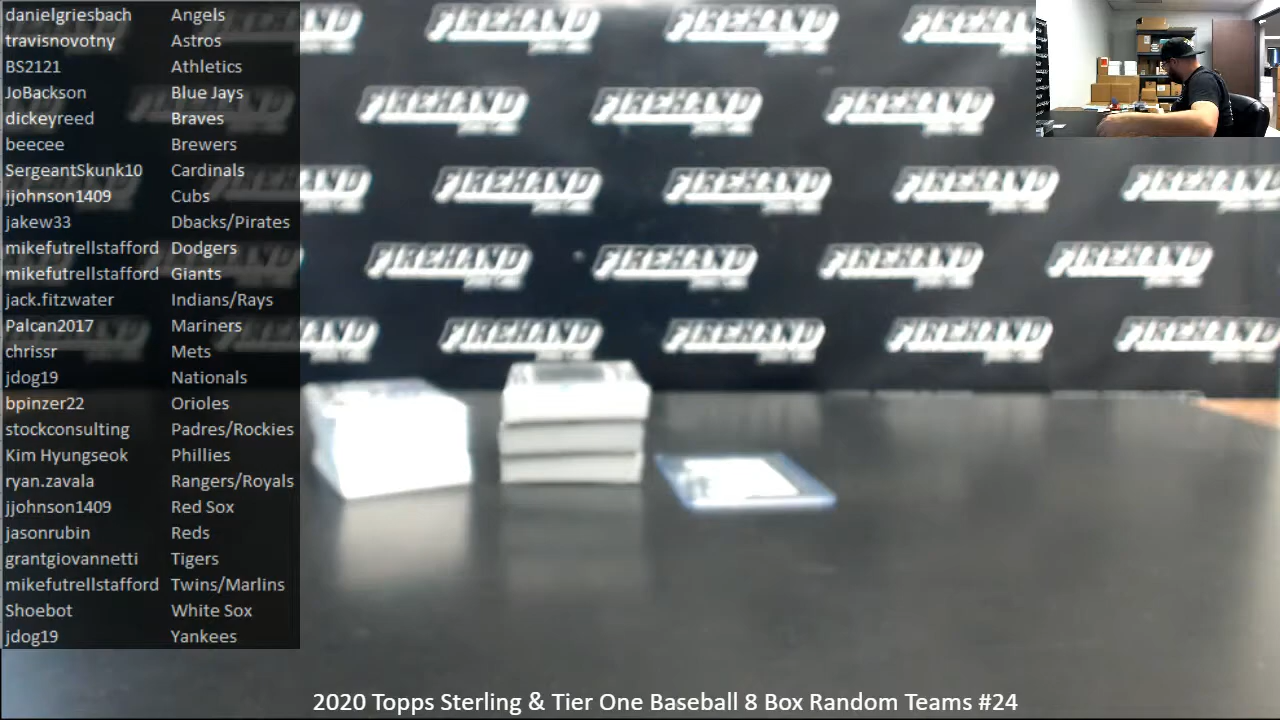 danielgriesbach Angels
travisnovotny Astros
BS2121 Athletics
JoBackson Blue Jays
dickeyreed Braves
beecee Brewers
SergeantSkunk10 Cardinals
jjohnson1409 Cubs
jakew33 Dbacks/Pirates
mikefutrellstafford Dodgers
mikefutrellstafford Giants
jack.fitzwater Indians/Rays
Palcan2017 Mariners
chrissr Mets
jdog19 Nationals
bpinzer22 Orioles
stockconsulting Padres/Rockies
Kim Hyungseok Phillies
ryan.zavala Rangers/Royals
jjohnson1409 Red Sox
jasonrubin Reds
grantgiovannetti Tigers
mikefutrellstafford Twins/Marlins
Shoebot White Sox
jdog19 Yankees
FIREHAND FIREHAND FIREHAND
FIREHAND FIREHAND FIREHAND
FIREHAND FIREHAND FIREHAND FIREHAND
FIREHAND FIREHAND FIREHAND FIREHAND
FIREHAND FIREHAND FIREHAND FIREHAND
2020 Topps Sterling & Tier One Baseball 8 Box Random Teams #24